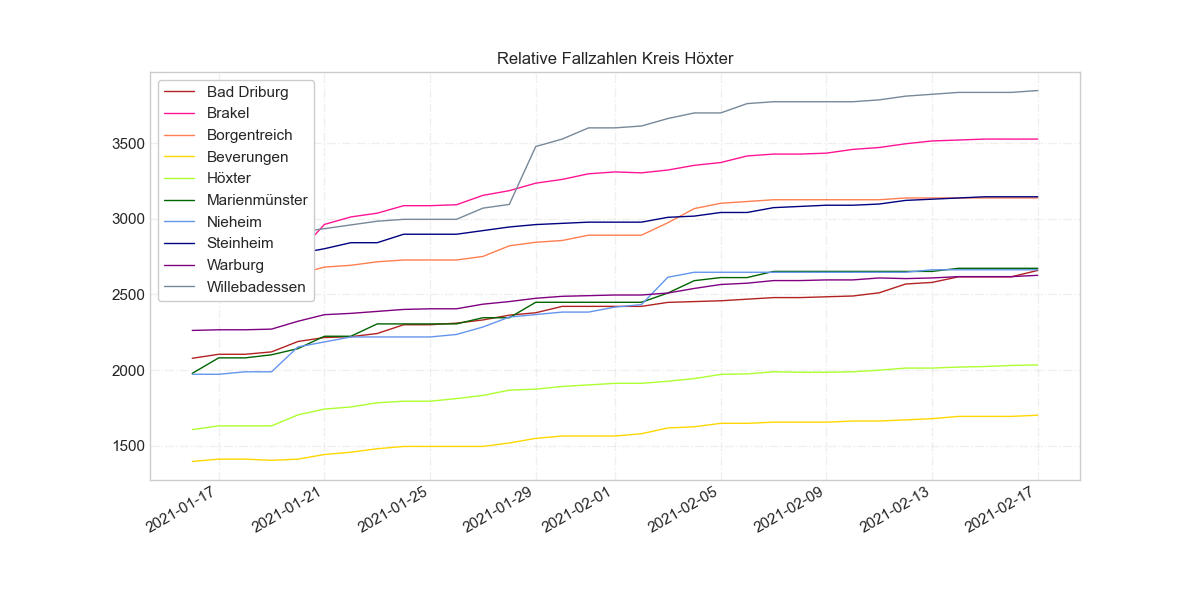 Relative Fallzahlen Kreis Höxter
Bad Driburg
Brakel
Borgentreich
Beverungen
Höxter
Marienmünster
Nieheim
Steinheim
Warburg
Willebadessen
3500
3000
2500
2000
1500
2021-01-17
2021-01-21
2021-01-25
2021-01-29
2021-02-01
2021-02-05
2021-02-09
2021-02-13
2021-02-17